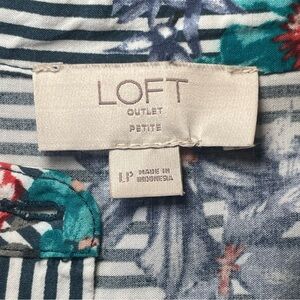 LOFT
OUTLET
PETITE
LP MADE IN
INDONESIA